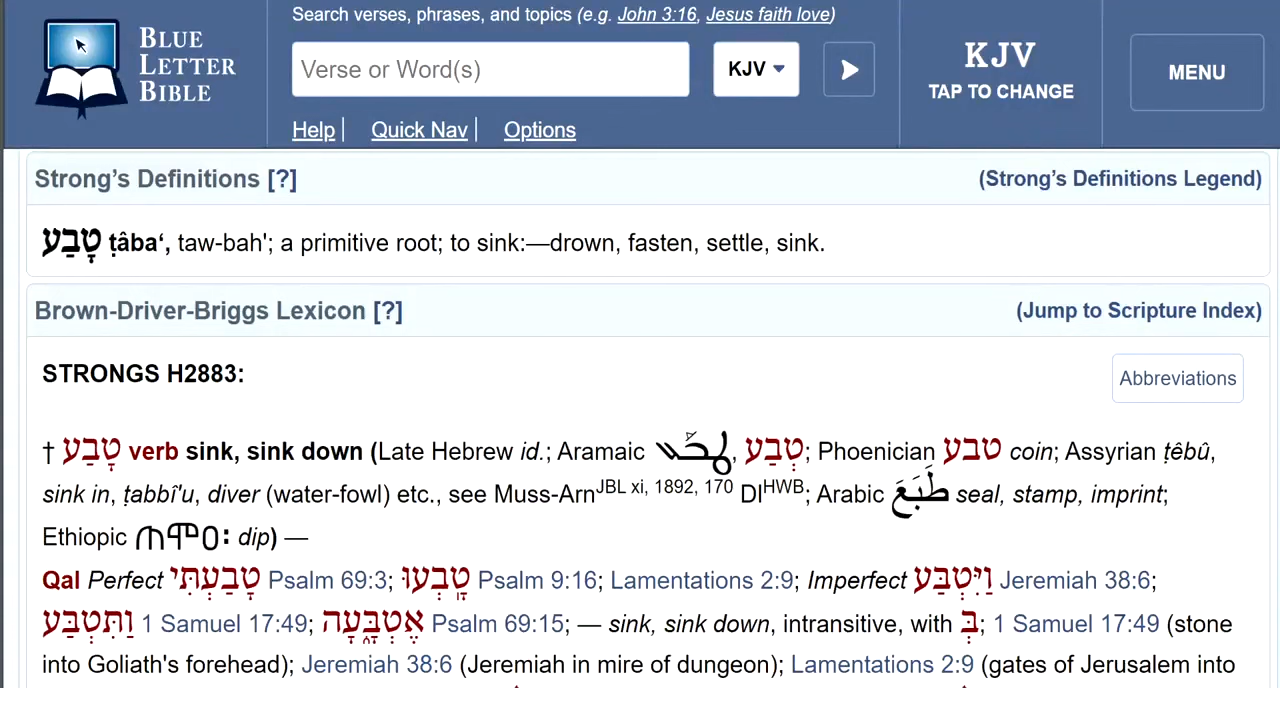 BLUE
LETTER
BIBLE
Search verses, phrases, and topics (e.g. John 3:16, Jesus faith love)
Verse or Word(s)
KJV
Help | Quick Nav | Options
KJV
TAP TO CHANGE
MENU
Strong’s Definitions [?] (Strong’s Definitions Legend)
טָבַע ṭâbaʻ, taw-bah'; a primitive root; to sink:—drown, fasten, settle, sink.
Brown-Driver-Briggs Lexicon [?] (Jump to Scripture Index)
STRONGS H2883: Abbreviations
† טָבַע verb sink, sink down (Late Hebrew id.; Aramaic , טְבַע; Phoenician טבע coin; Assyrian ṭêbû,
sink in, ṭabbî'u, diver (water-fowl) etc., see Muss-ArnJBL xi, 1892, 170 DlHWB; Arabic طَبَعَ seal, stamp, imprint;
Ethiopic ጠምዐ፡ dip) —
Qal Perfect טָבַעְתִּי Psalm 69:3; טָֽבְעוּ Psalm 9:16; Lamentations 2:9; Imperfect וַיִּטְבַּע Jeremiah 38:6;
וַתִּטְבַּע 1 Samuel 17:49; אֶטְבָּ֑עָה Psalm 69:15; — sink, sink down, intransitive, with בְּ; 1 Samuel 17:49 (stone
into Goliath's forehead); Jeremiah 38:6 (Jeremiah in mire of dungeon); Lamentations 2:9 (gates of Jerusalem into